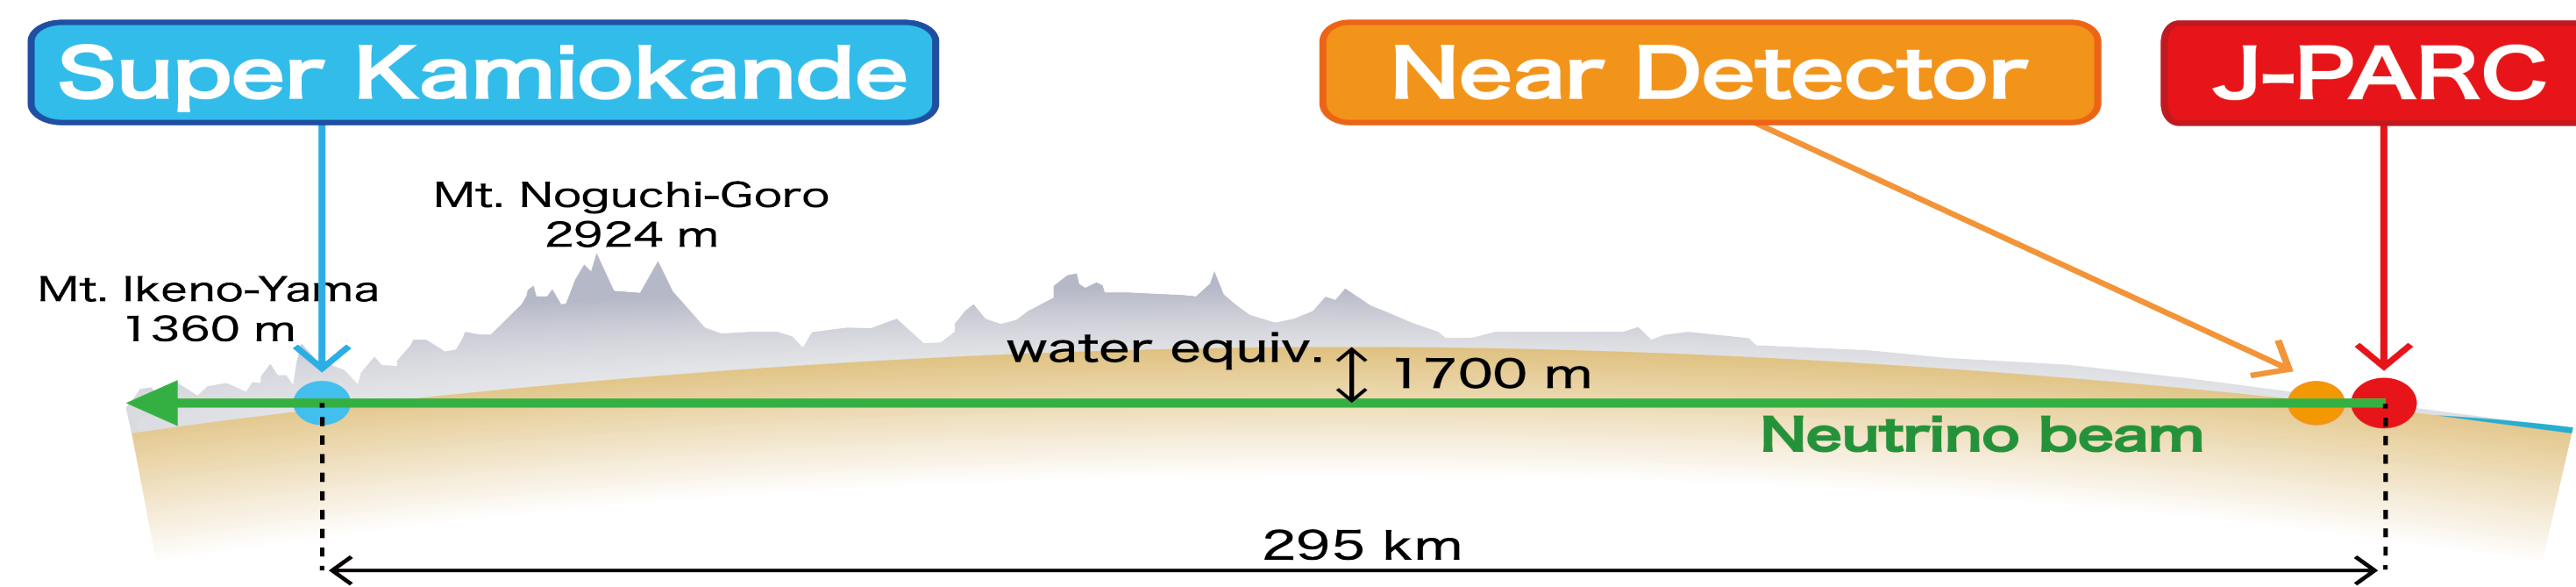 Super Kamiokande
Near Detector
J-PARC
Mt. Noguchi-Goro
2924 m
Mt. Ikeno-Yama
1360 m
water equiv.
1700 m
Neutrino beam
295 km